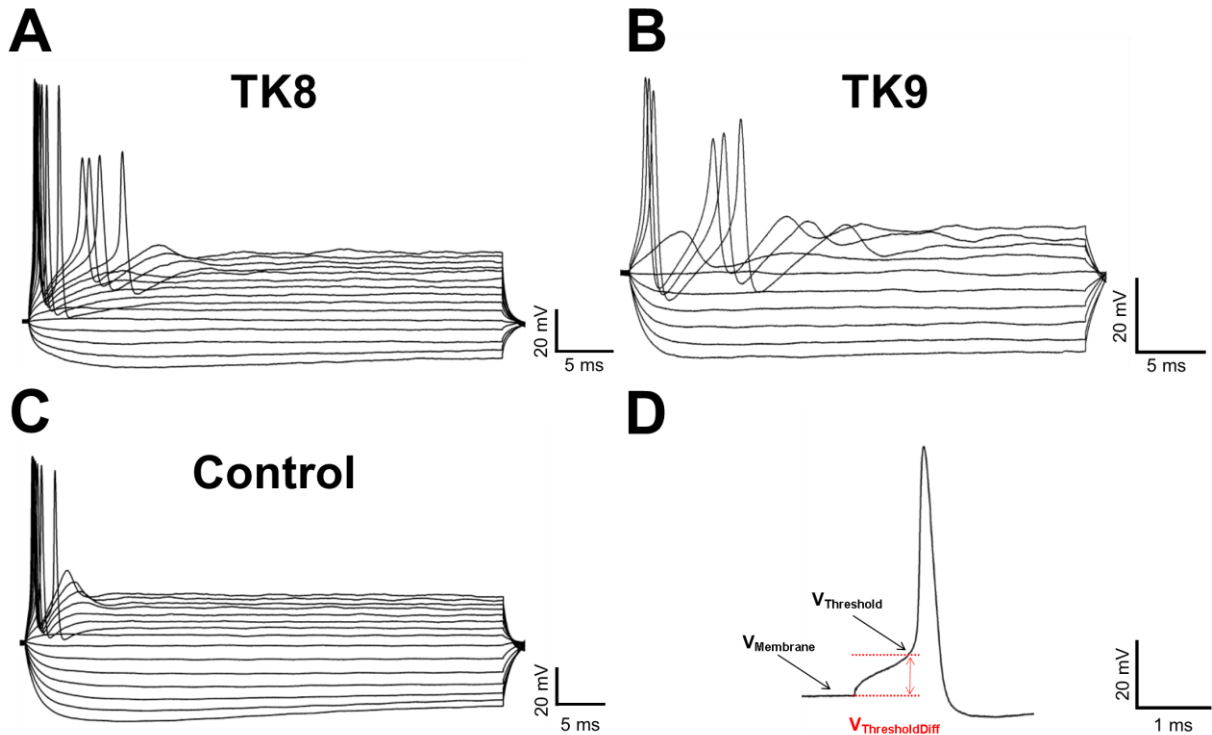 A
TK8
20 mV
5 ms
B
TK9
20 mV
5 ms
C
Control
20 mV
5 ms
D
VThreshold
VMembrane
VThresholdDiff
20 mV
1 ms